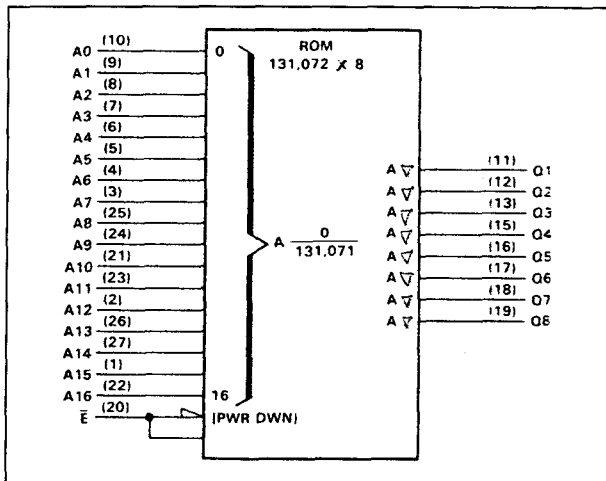 ROM
131,072 X 8
A0 (10) 0
A1 (9)
A2 (8)
A3 (7)
A4 (6)
A5 (5)
A6 (4)
A7 (3)
A8 (25)
A9 (24)
A10 (21)
A11 (23)
A12 (2)
A13 (26)
A14 (27)
A15 (1)
A16 (22) 16
E̅ (20) (PWR DWN)
A 0
131,071
A ▽ (11) Q1
A ▽ (12) Q2
A ▽ (13) Q3
A ▽ (15) Q4
A ▽ (16) Q5
A ▽ (17) Q6
A ▽ (18) Q7
A ▽ (19) Q8